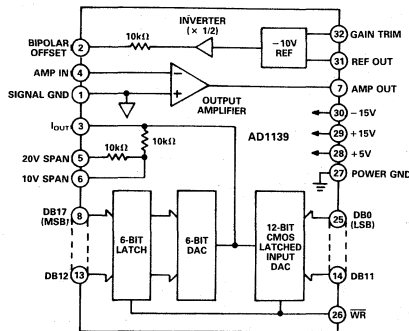 INVERTER
(× 1/2)
BIPOLAR
OFFSET
2
10kΩ
−10V
REF
32
GAIN TRIM
31
REF OUT
AMP IN
4
−
+
OUTPUT
AMPLIFIER
7
AMP OUT
SIGNAL GND
1
30
−15V
IOUT
3
10kΩ
AD1139
29
+15V
20V SPAN
5
10kΩ
28
+5V
10V SPAN
6
27
POWER GND
DB17
(MSB)
8
6-BIT
LATCH
6-BIT
DAC
12-BIT
CMOS
LATCHED
INPUT
DAC
25
DB0
(LSB)
DB12
13
14
DB11
26
WR